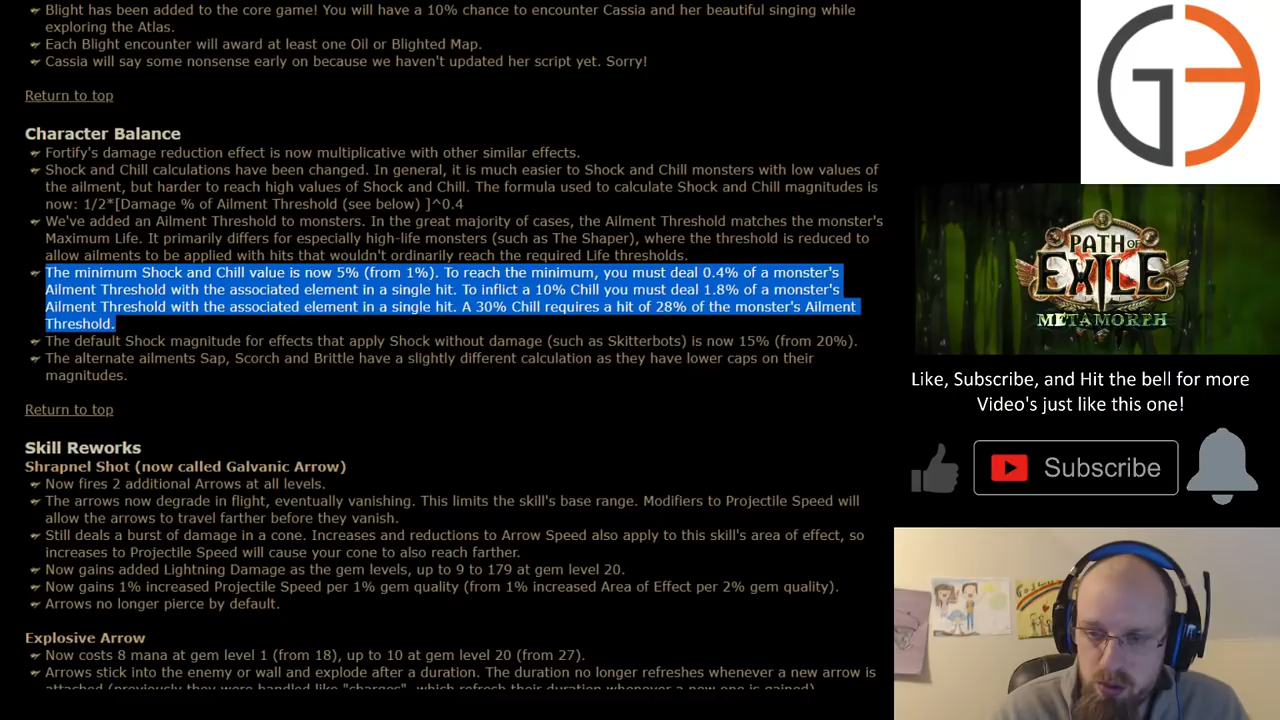 Blight has been added to the core game! You will have a 10% chance to encounter Cassia and her beautiful singing while
exploring the Atlas.
Each Blight encounter will award at least one Oil or Blighted Map.
Cassia will say some nonsense early on because we haven't updated her script yet. Sorry!
Return to top
Character Balance
Fortify's damage reduction effect is now multiplicative with other similar effects.
Shock and Chill calculations have been changed. In general, it is much easier to Shock and Chill monsters with low values of
the ailment, but harder to reach high values of Shock and Chill. The formula used to calculate Shock and Chill magnitudes is
now: 1/2*[Damage % of Ailment Threshold (see below) ]^0.4
We've added an Ailment Threshold to monsters. In the great majority of cases, the Ailment Threshold matches the monster's
Maximum Life. It primarily differs for especially high-life monsters (such as The Shaper), where the threshold is reduced to
allow ailments to be applied with hits that wouldn't ordinarily reach the required Life thresholds.
The minimum Shock and Chill value is now 5% (from 1%). To reach the minimum, you must deal 0.4% of a monster's
Ailment Threshold with the associated element in a single hit. To inflict a 10% Chill you must deal 1.8% of a monster's
Ailment Threshold with the associated element in a single hit. A 30% Chill requires a hit of 28% of the monster's Ailment
Threshold.
The default Shock magnitude for effects that apply Shock without damage (such as Skitterbots) is now 15% (from 20%).
The alternate ailments Sap, Scorch and Brittle have a slightly different calculation as they have lower caps on their
magnitudes.
Return to top
Skill Reworks
Shrapnel Shot (now called Galvanic Arrow)
Now fires 2 additional Arrows at all levels.
The arrows now degrade in flight, eventually vanishing. This limits the skill's base range. Modifiers to Projectile Speed will
allow the arrows to travel farther before they vanish.
Still deals a burst of damage in a cone. Increases and reductions to Arrow Speed also apply to this skill's area of effect, so
increases to Projectile Speed will cause your cone to also reach farther.
Now gains added Lightning Damage as the gem levels, up to 9 to 179 at gem level 20.
Now gains 1% increased Projectile Speed per 1% gem quality (from 1% increased Area of Effect per 2% gem quality).
Arrows no longer pierce by default.
Explosive Arrow
Now costs 8 mana at gem level 1 (from 18), up to 10 at gem level 20 (from 27).
Arrows stick into the enemy or wall and explode after a duration. The duration no longer refreshes whenever a new arrow is
attached (previously they were handled like "charges", which refresh their duration whenever a new one is gained).
PATH OF
EXILE
METAMORPH
Like, Subscribe, and Hit the bell for more
Video's just like this one!
Subscribe